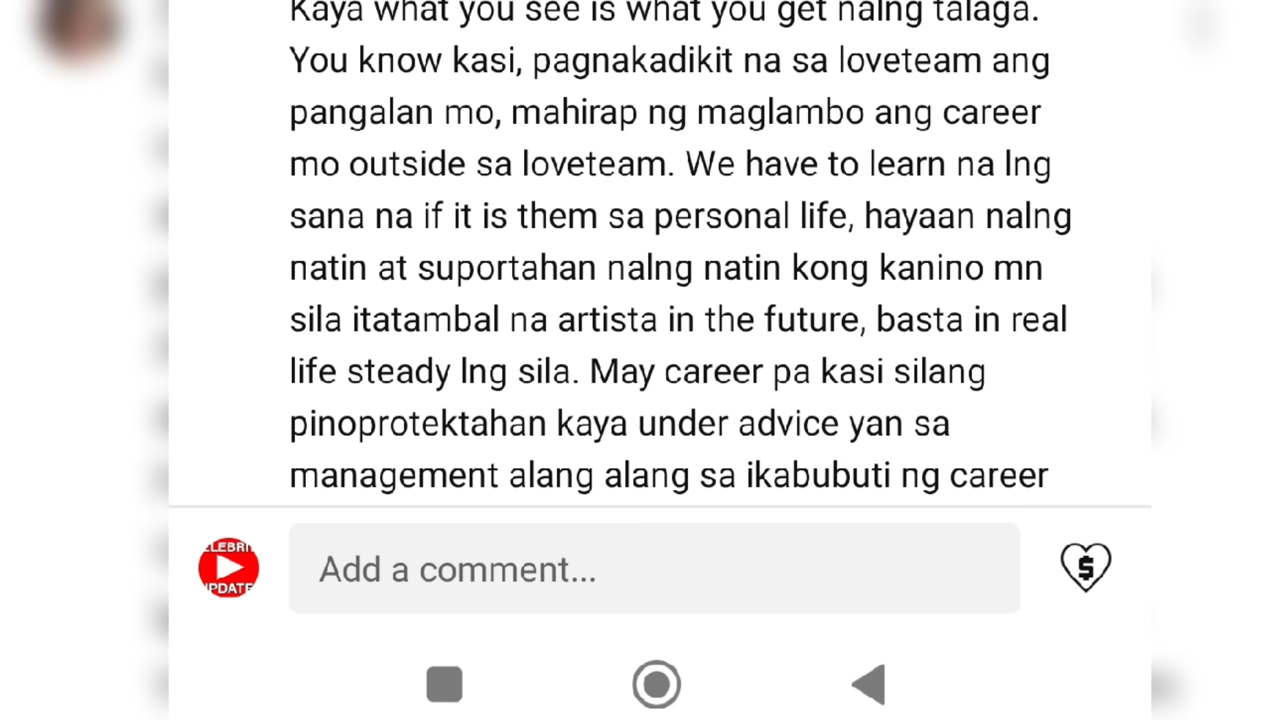 Kaya what you see is what you get nalng talaga.
You know kasi, pagnakadikit na sa loveteam ang
pangalan mo, mahirap ng maglambo ang career
mo outside sa loveteam. We have to learn na lng
sana na if it is them sa personal life, hayaan nalng
natin at suportahan nalng natin kong kanino mn
sila itatambal na artista in the future, basta in real
life steady lng sila. May career pa kasi silang
pinoprotektahan kaya under advice yan sa
management alang alang sa ikabubuti ng career
Add a comment...